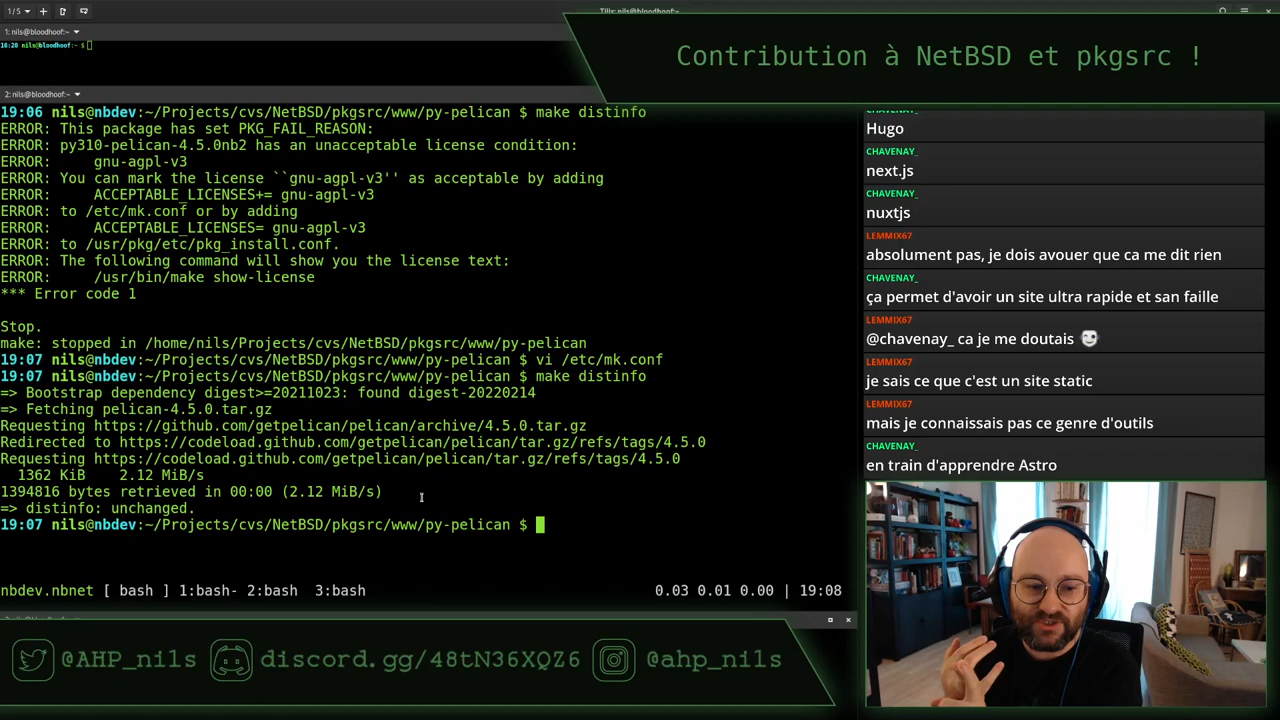 1/5
Tilix: nils@bloodhoof:~
1: nils@bloodhoof:~
16:20 nils@bloodhoof:~ $
Contribution à NetBSD et pkgsrc !
2: nils@bloodhoof:~
19:06 nils@nbdev:~/Projects/cvs/NetBSD/pkgsrc/www/py-pelican $ make distinfo
ERROR: This package has set PKG_FAIL_REASON:
ERROR: py310-pelican-4.5.0nb2 has an unacceptable license condition:
ERROR:     gnu-agpl-v3
ERROR: You can mark the license ``gnu-agpl-v3'' as acceptable by adding
ERROR:     ACCEPTABLE_LICENSES+= gnu-agpl-v3
ERROR: to /etc/mk.conf or by adding
ERROR:     ACCEPTABLE_LICENSES= gnu-agpl-v3
ERROR: to /usr/pkg/etc/pkg_install.conf.
ERROR: The following command will show you the license text:
ERROR:     /usr/bin/make show-license
*** Error code 1
Stop.
make: stopped in /home/nils/Projects/cvs/NetBSD/pkgsrc/www/py-pelican
19:07 nils@nbdev:~/Projects/cvs/NetBSD/pkgsrc/www/py-pelican $ vi /etc/mk.conf
19:07 nils@nbdev:~/Projects/cvs/NetBSD/pkgsrc/www/py-pelican $ make distinfo
=> Bootstrap dependency digest>=20211023: found digest-20220214
=> Fetching pelican-4.5.0.tar.gz
Requesting https://github.com/getpelican/pelican/archive/4.5.0.tar.gz
Redirected to https://codeload.github.com/getpelican/pelican/tar.gz/refs/tags/4.5.0
Requesting https://codeload.github.com/getpelican/pelican/tar.gz/refs/tags/4.5.0
  1362 KiB    2.12 MiB/s
1394816 bytes retrieved in 00:00 (2.12 MiB/s)
=> distinfo: unchanged.
19:07 nils@nbdev:~/Projects/cvs/NetBSD/pkgsrc/www/py-pelican $
nbdev.nbnet [ bash ] 1:bash- 2:bash  3:bash
0.03 0.01 0.00 | 19:08
CHAVENAY_
Hugo
CHAVENAY_
next.js
CHAVENAY_
nuxtjs
LEMMIX67
absolument pas, je dois avouer que ca me dit rien
CHAVENAY_
ça permet d'avoir un site ultra rapide et san faille
LEMMIX67
@chavenay_ ca je me doutais
LEMMIX67
je sais ce que c'est un site static
LEMMIX67
mais je connaissais pas ce genre d'outils
CHAVENAY_
en train d'apprendre Astro
@AHP_nils
discord.gg/48tN36XQZ6
@ahp_nils